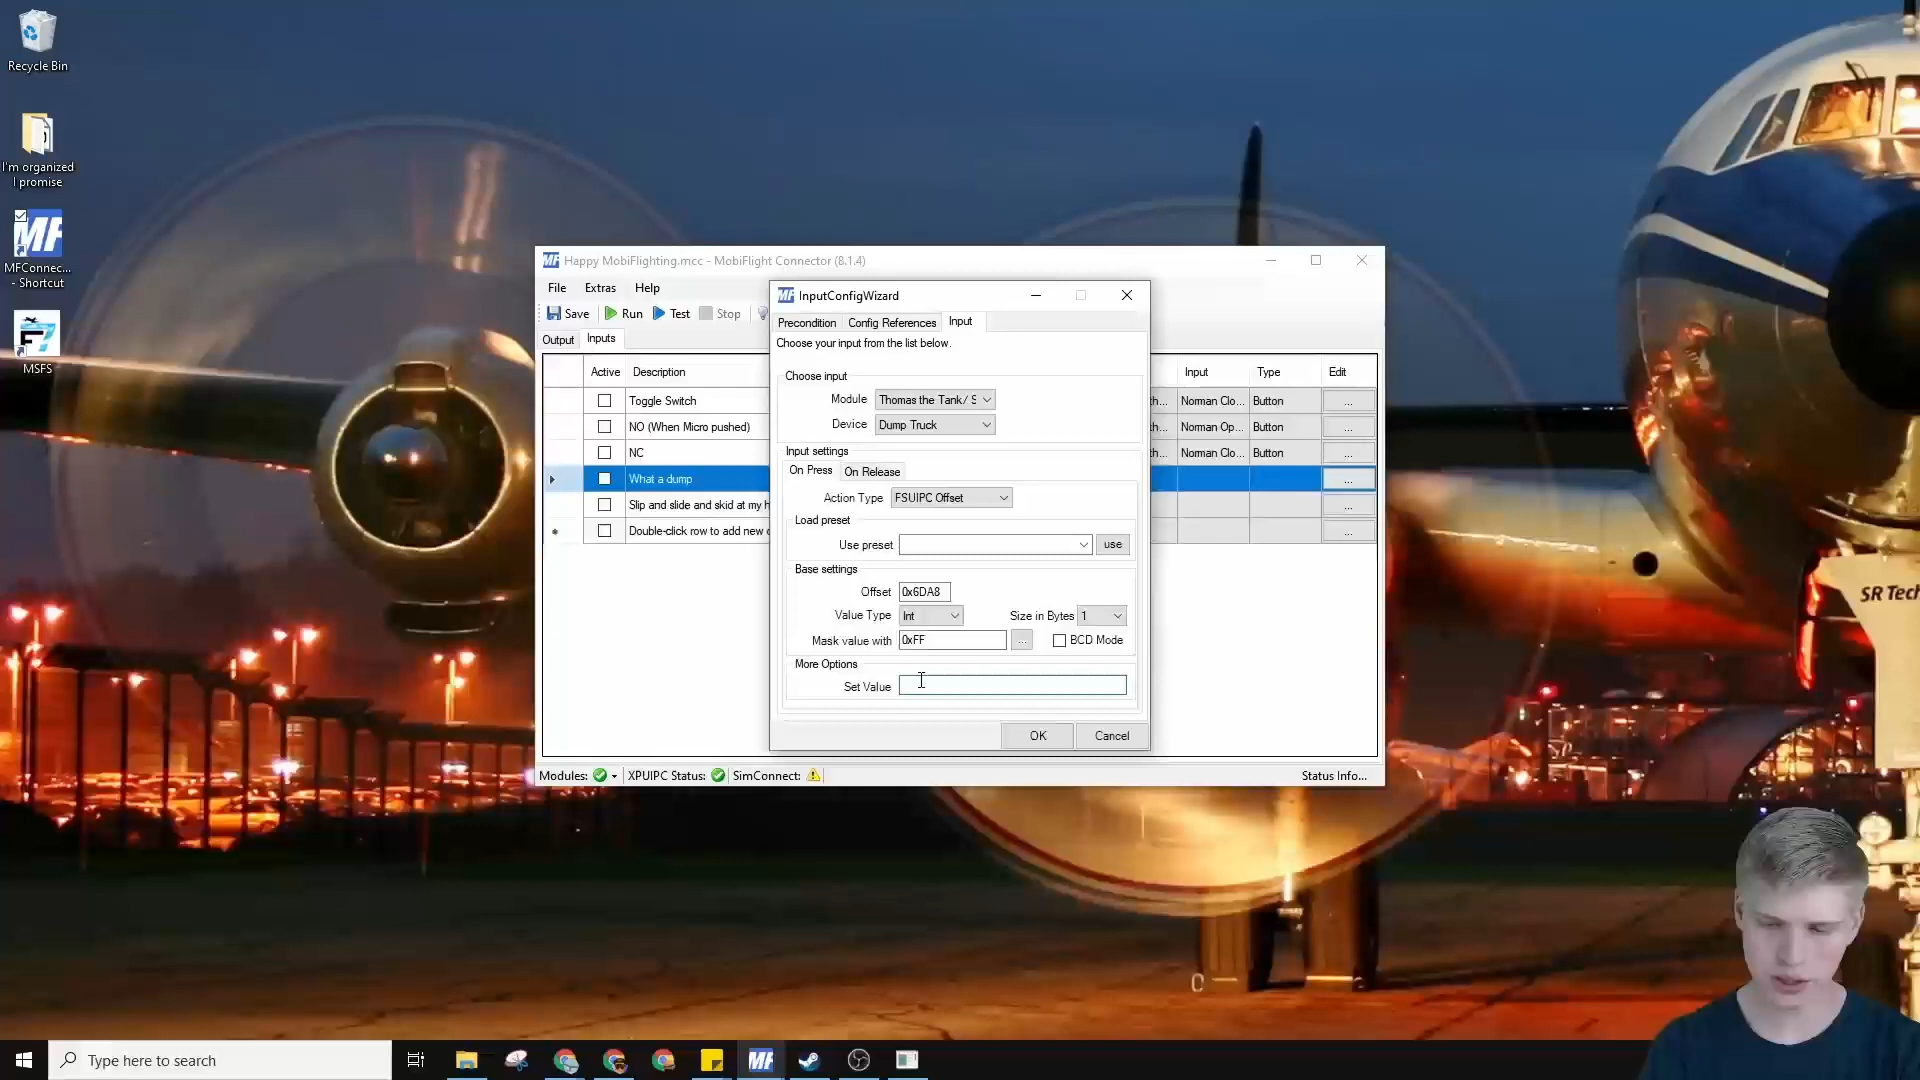 Recycle Bin
I'm organized
I promise
MF
MFConnec...
- Shortcut
MSFS
Happy MobiFlighting.mcc - MobiFlight Connector (8.1.4)
File Extras Help
Save Run Test Stop
Output Inputs
Active Description
Input Type Edit
Toggle Switch
Norman Clo... Button ...
NO (When Micro pushed)
Norman Op... Button ...
NC
Norman Clo... Button ...
What a dump
...
Slip and slide and skid at my h
...
Double-click row to add new c
...
InputConfigWizard
Precondition Config References Input
Choose your input from the list below.
Choose input
Module Thomas the Tank/ S
Device Dump Truck
Input settings
On Press On Release
Action Type FSUIPC Offset
Load preset
Use preset use
Base settings
Offset 0x6DA8
Value Type Int Size in Bytes 1
Mask value with 0xFF ... BCD Mode
More Options
Set Value
OK Cancel
Modules: XPUIPC Status: SimConnect: Status Info...
SR Tech
Type here to search
MF